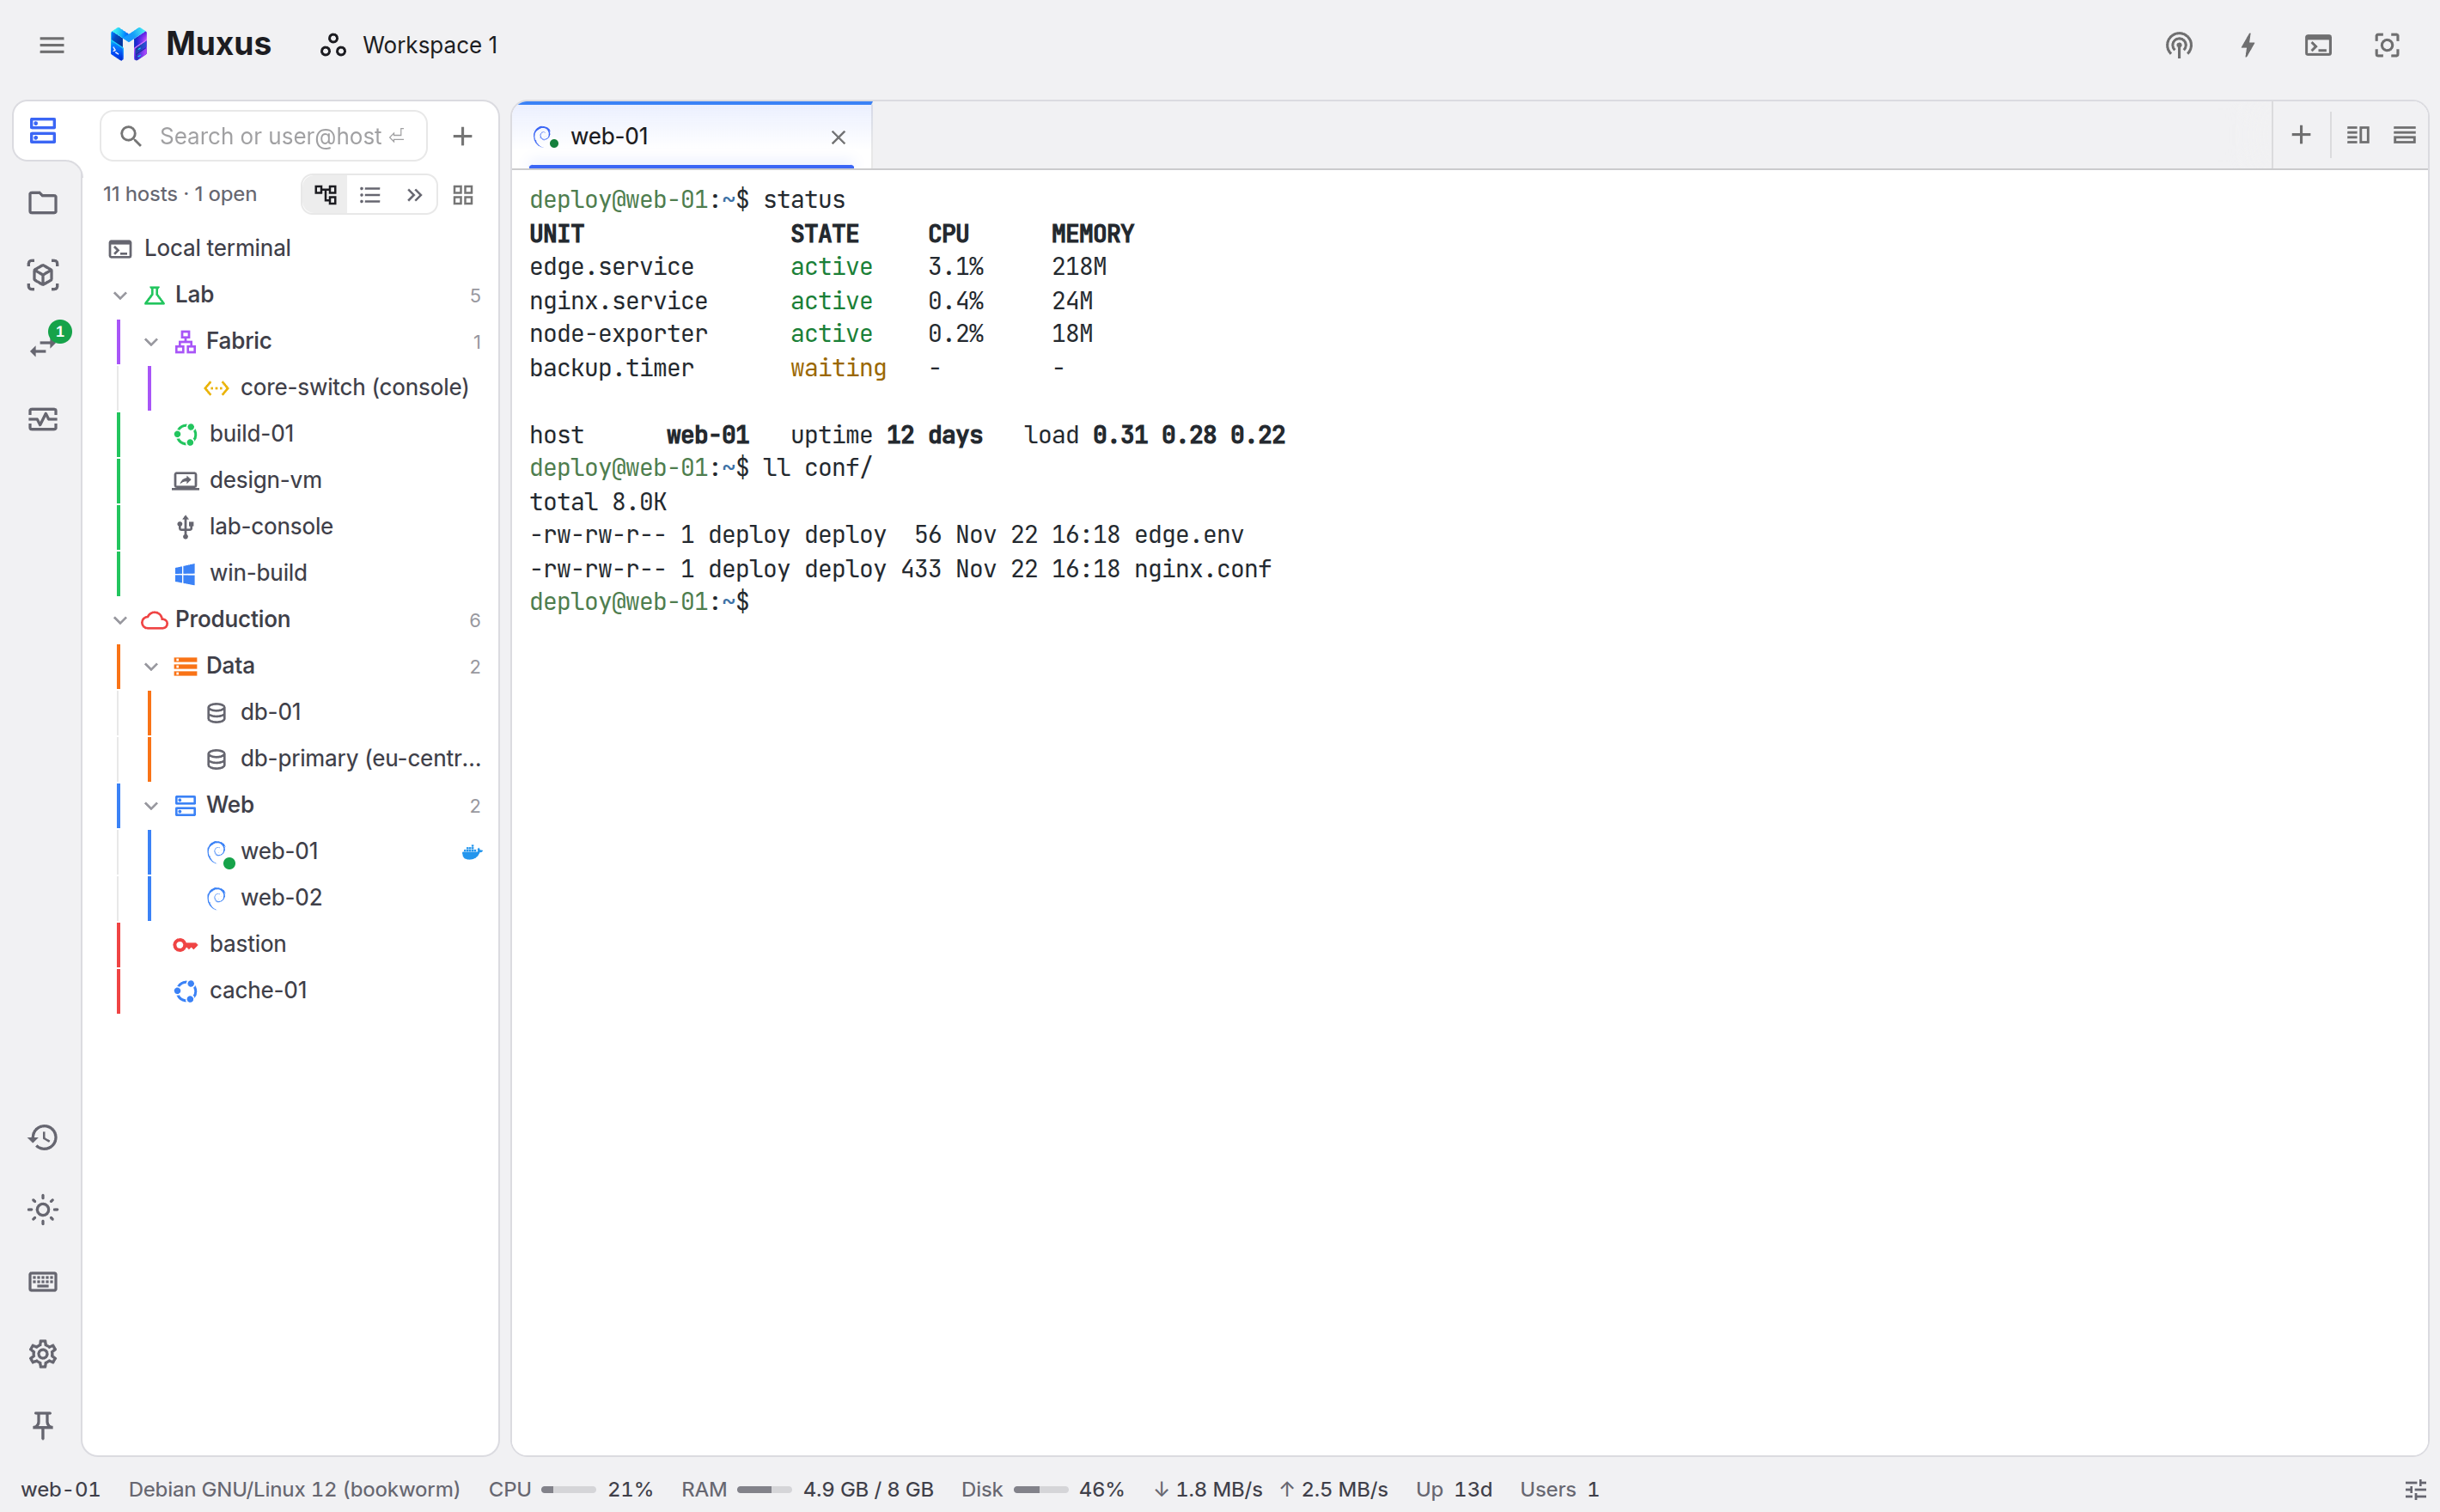 Muxus
Workspace 1
Search or user@host ⏎
11 hosts · 1 open
Local terminal
Lab 5
Fabric 1
1
core-switch (console)
build-01
design-vm
lab-console
win-build
Production 6
Data 2
db-01
db-primary (eu-centr...
Web 2
web-01
web-02
bastion
cache-01
web-01
deploy@web-01:~$ status
UNIT STATE CPU MEMORY
edge.service active 3.1% 218M
nginx.service active 0.4% 24M
node-exporter active 0.2% 18M
backup.timer waiting - -
host web-01 uptime 12 days load 0.31 0.28 0.22
deploy@web-01:~$ ll conf/
total 8.0K
-rw-rw-r-- 1 deploy deploy 56 Nov 22 16:18 edge.env
-rw-rw-r-- 1 deploy deploy 433 Nov 22 16:18 nginx.conf
deploy@web-01:~$
web-01 Debian GNU/Linux 12 (bookworm) CPU 21% RAM 4.9 GB / 8 GB Disk 46% ↓ 1.8 MB/s ↑ 2.5 MB/s Up 13d Users 1